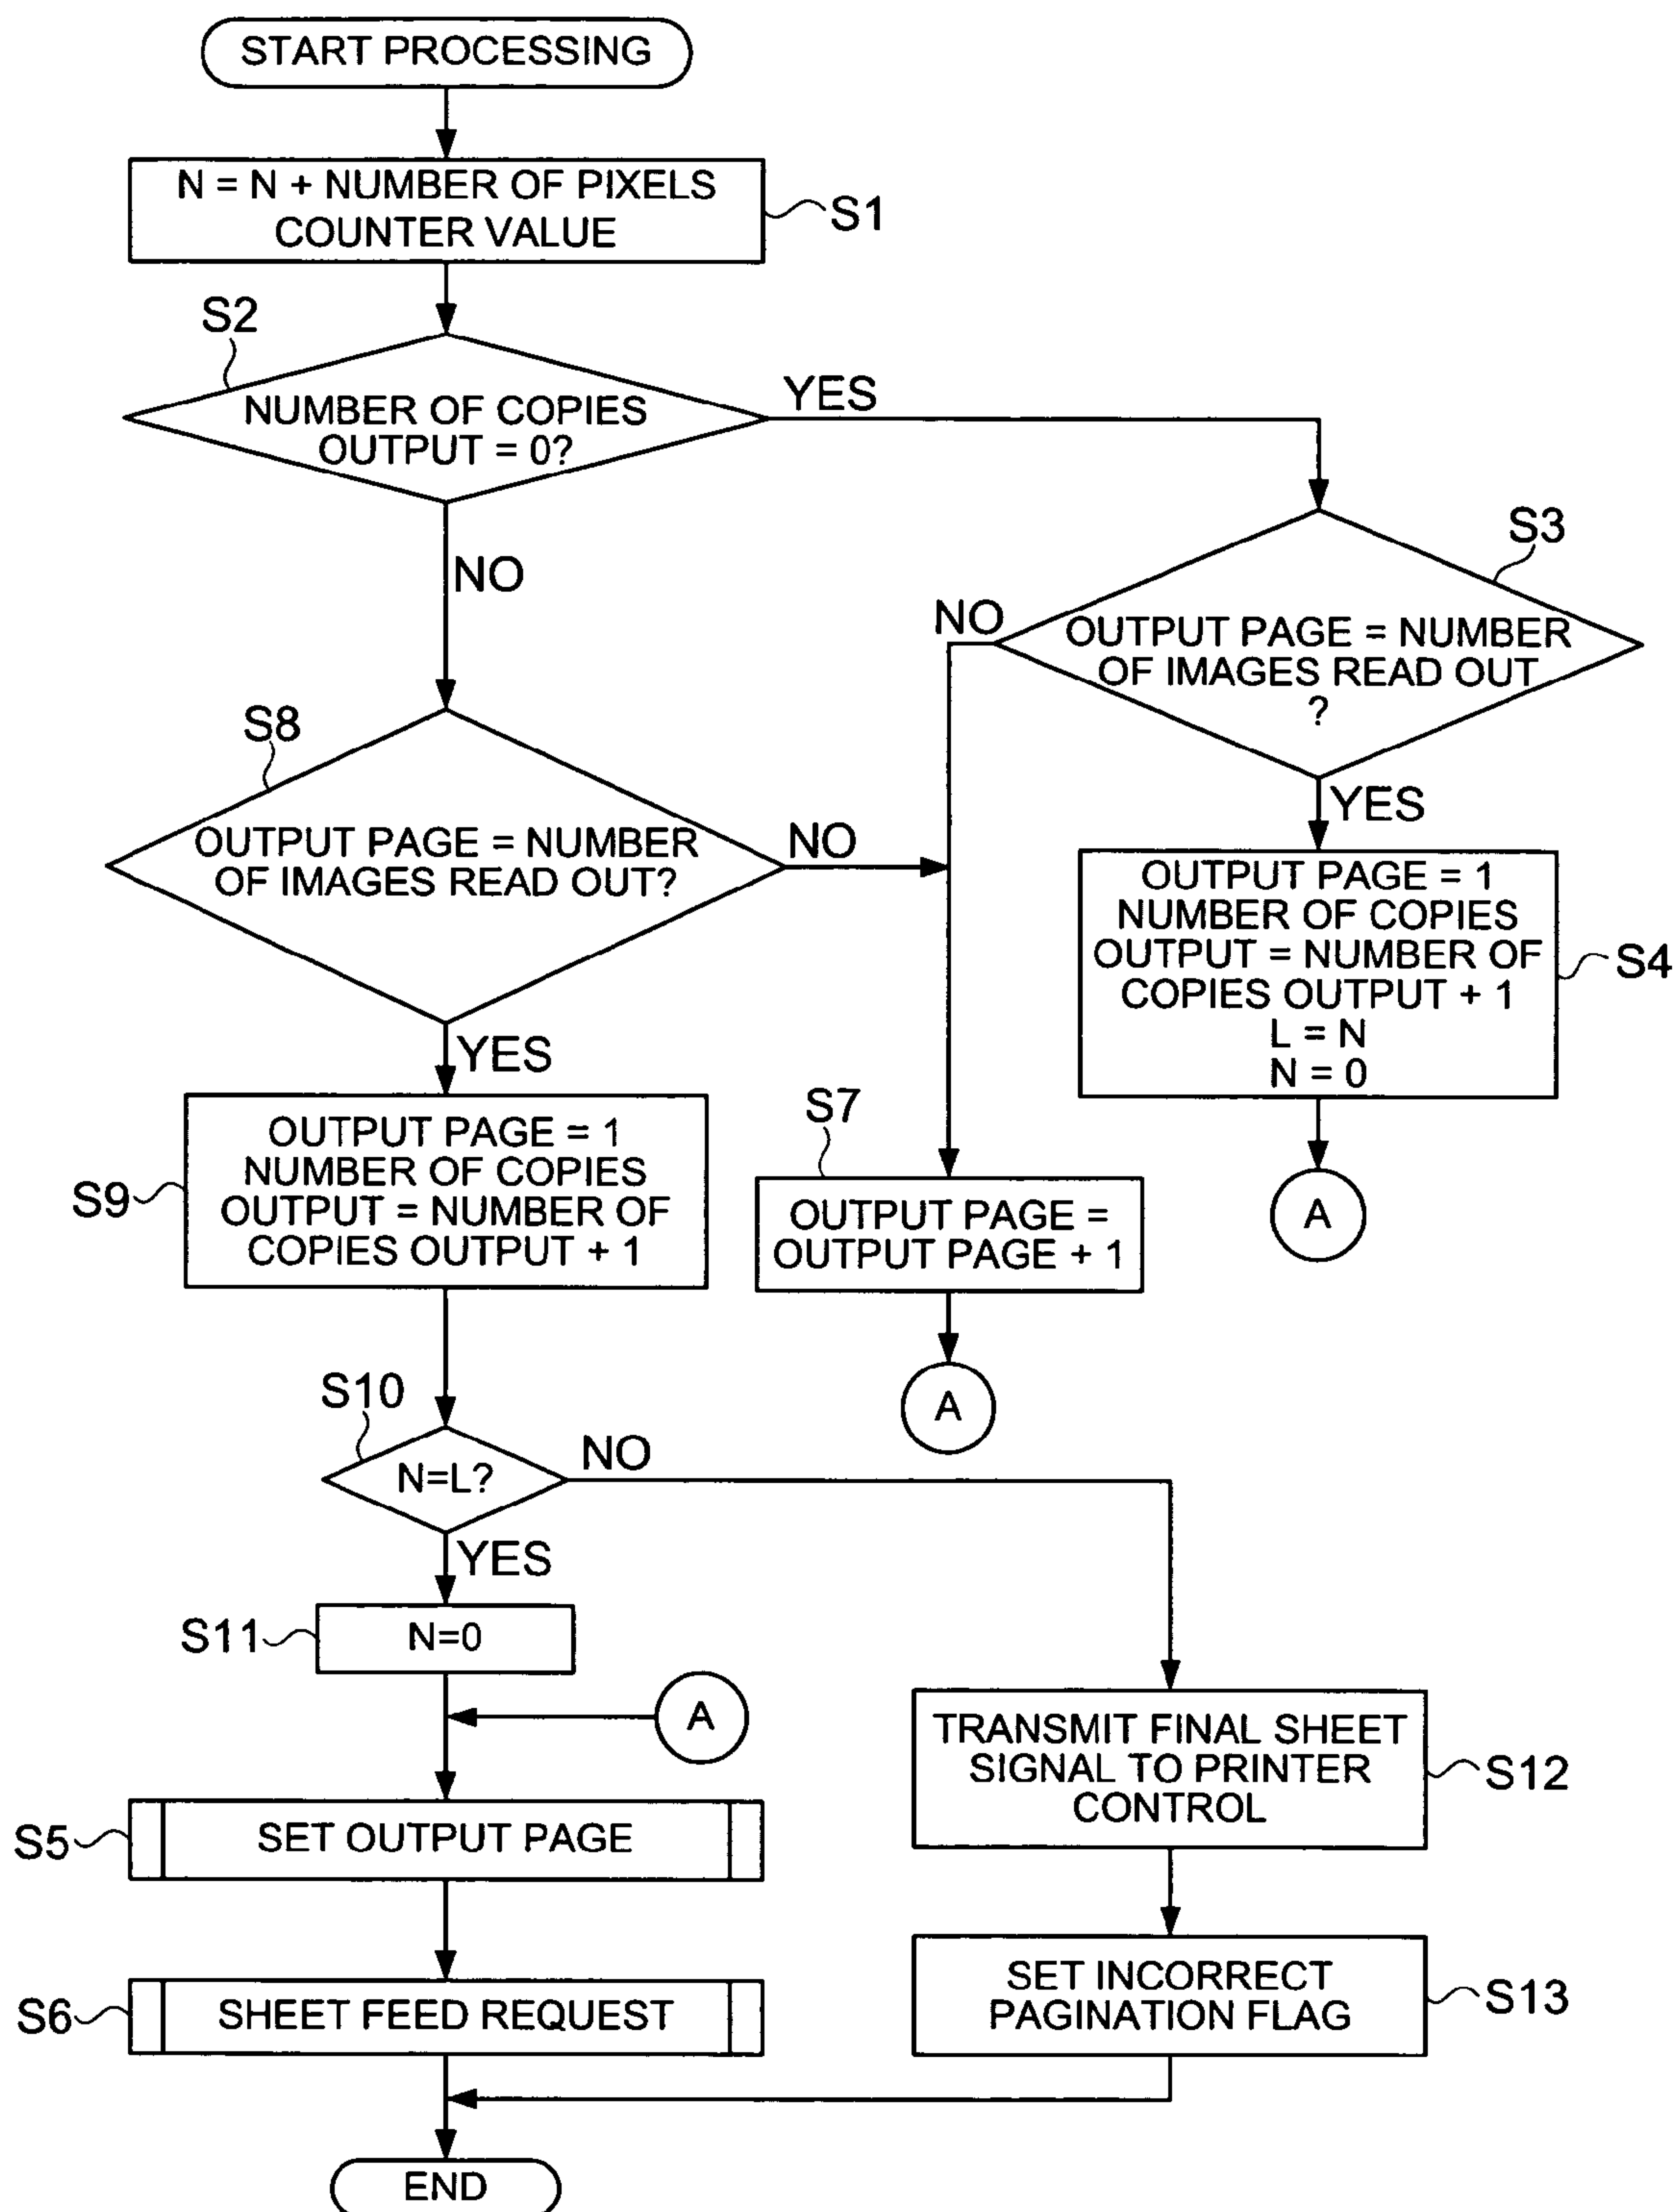 START PROCESSING
N = N + NUMBER OF PIXELS
COUNTER VALUE
S1
S2
NUMBER OF COPIES
OUTPUT = 0?
YES
NO
S3
OUTPUT PAGE = NUMBER
OF IMAGES READ OUT
?
NO
YES
S8
OUTPUT PAGE = NUMBER
OF IMAGES READ OUT?
NO
YES
OUTPUT PAGE = 1
NUMBER OF COPIES
OUTPUT = NUMBER OF
COPIES OUTPUT + 1
L = N
N = 0
S4
A
S9
OUTPUT PAGE = 1
NUMBER OF COPIES
OUTPUT = NUMBER OF
COPIES OUTPUT + 1
S7
OUTPUT PAGE =
OUTPUT PAGE + 1
A
S10
N=L?
NO
YES
S11
N=0
A
S5
SET OUTPUT PAGE
S6
SHEET FEED REQUEST
TRANSMIT FINAL SHEET
SIGNAL TO PRINTER
CONTROL
S12
SET INCORRECT
PAGINATION FLAG
S13
END